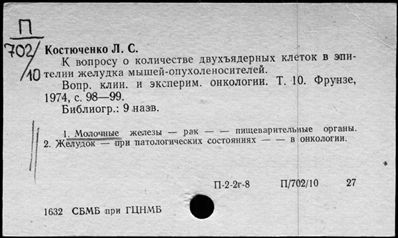 П
702/
10
Костюченко Л. С.
К вопросу о количестве двухъядерных клеток в эпи-
телии желудка мышей-опухоленосителей.
Вопр. клин. и эксперим. онкологии. Т. 10. Фрунзе,
1974, с. 98—99.
Библиогр.: 9 назв.
1. Молочные железы — рак — — пищеварительные органы.
2. Желудок — при патологических состояниях — — в онкологии.
П-2-2г-8 П/702/10 27
1632 СБМБ при ГЦНМБ